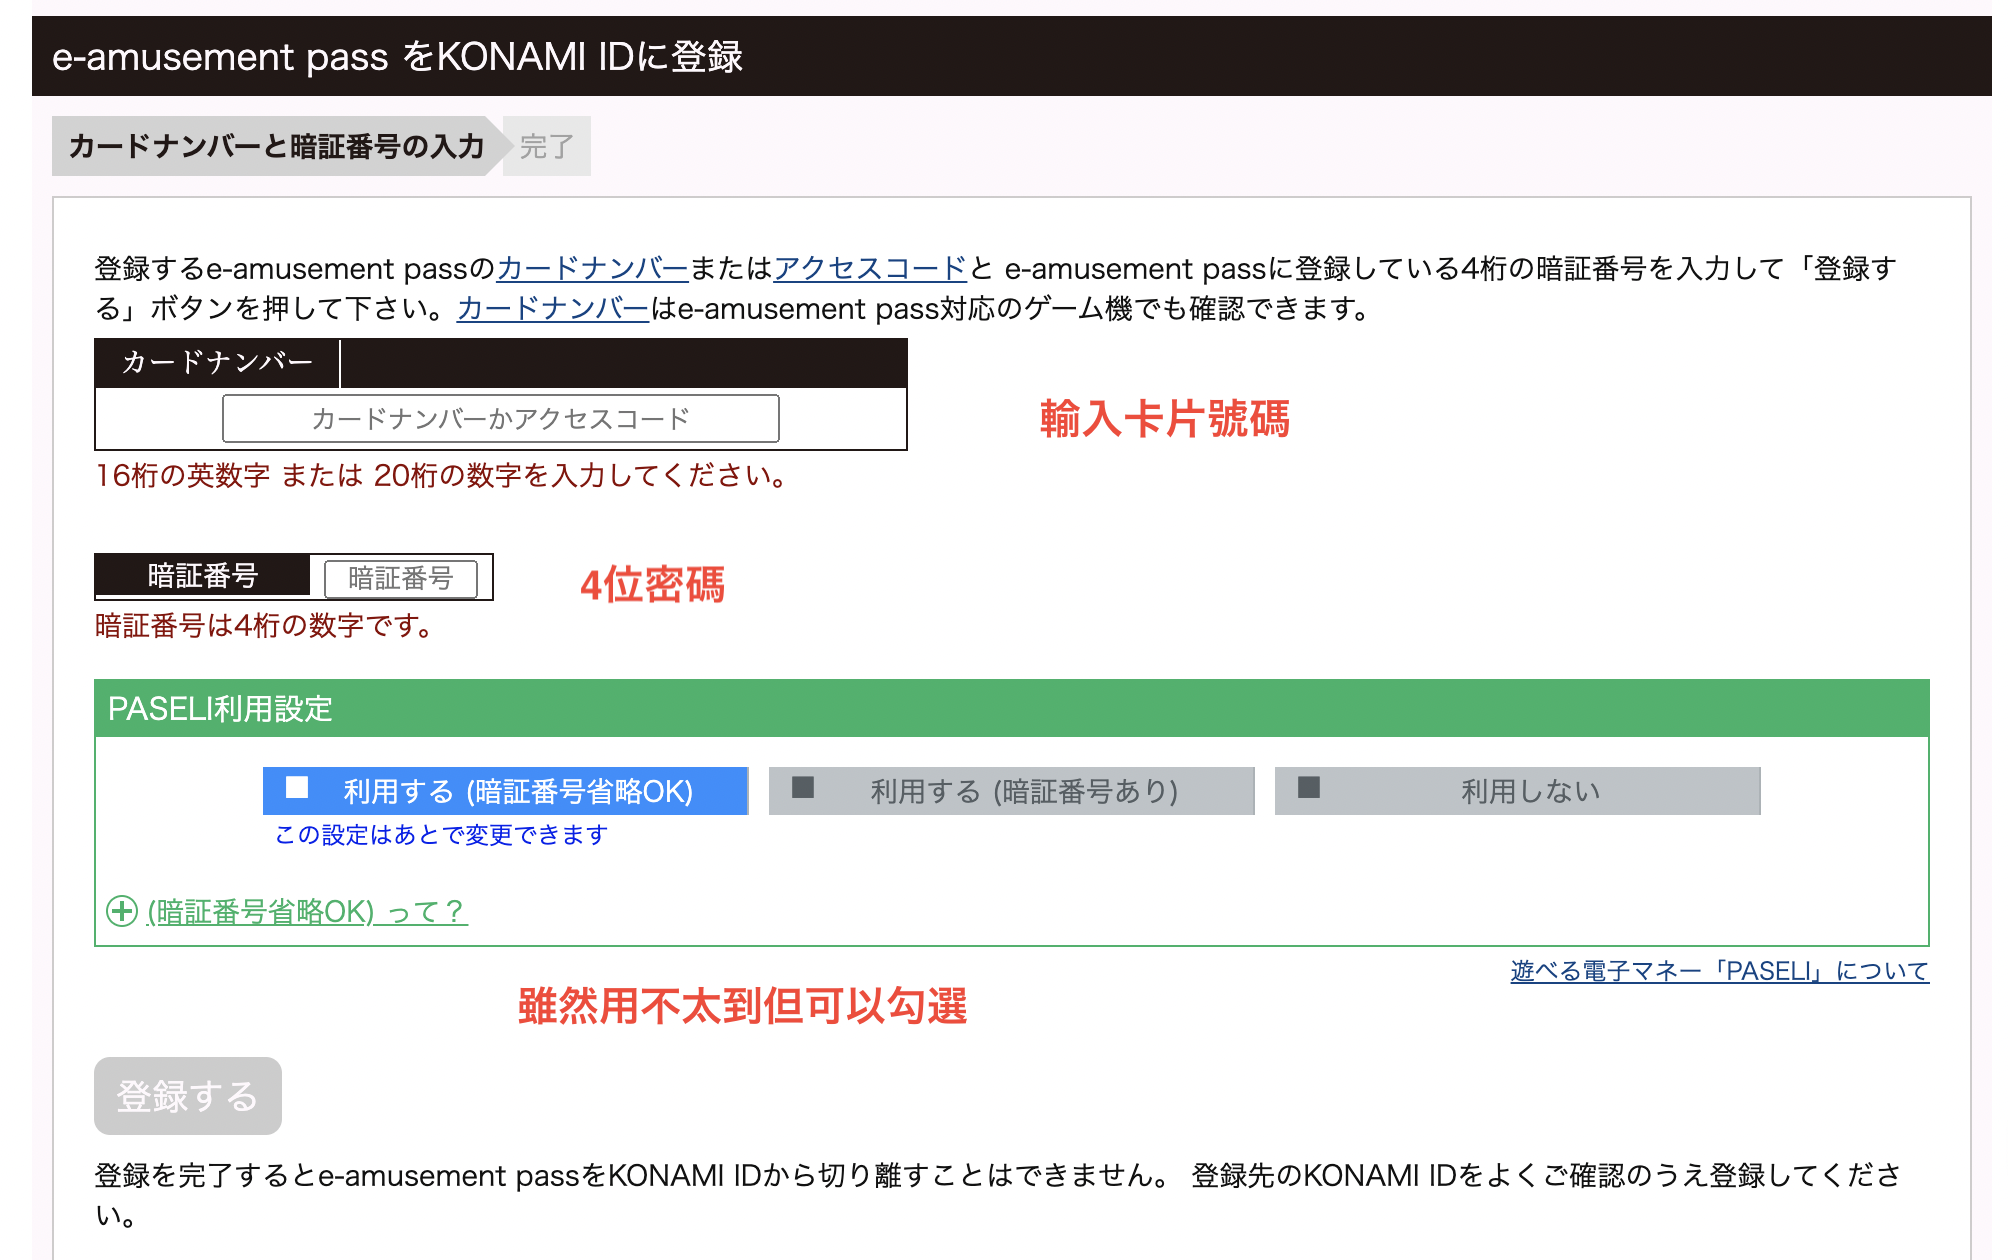 e-amusement pass をKONAMI IDに登録
カードナンバーと暗証番号の入力
完了
登録するe-amusement passのカードナンバーまたはアクセスコードと e-amusement passに登録している4桁の暗証番号を入力して「登録す
る」ボタンを押して下さい。カードナンバーはe-amusement pass対応のゲーム機でも確認できます。
カードナンバー
カードナンバーかアクセスコード
輸入卡片號碼
16桁の英数字 または 20桁の数字を入力してください。
暗証番号
暗証番号
4位密碼
暗証番号は4桁の数字です。
PASELI利用設定
利用する (暗証番号省略OK)
利用する (暗証番号あり)
利用しない
この設定はあとで変更できます
(暗証番号省略OK) って？
遊べる電子マネー「PASELI」について
雖然用不太到但可以勾選
登録する
登録を完了するとe-amusement passをKONAMI IDから切り離すことはできません。 登録先のKONAMI IDをよくご確認のうえ登録してくださ
い。